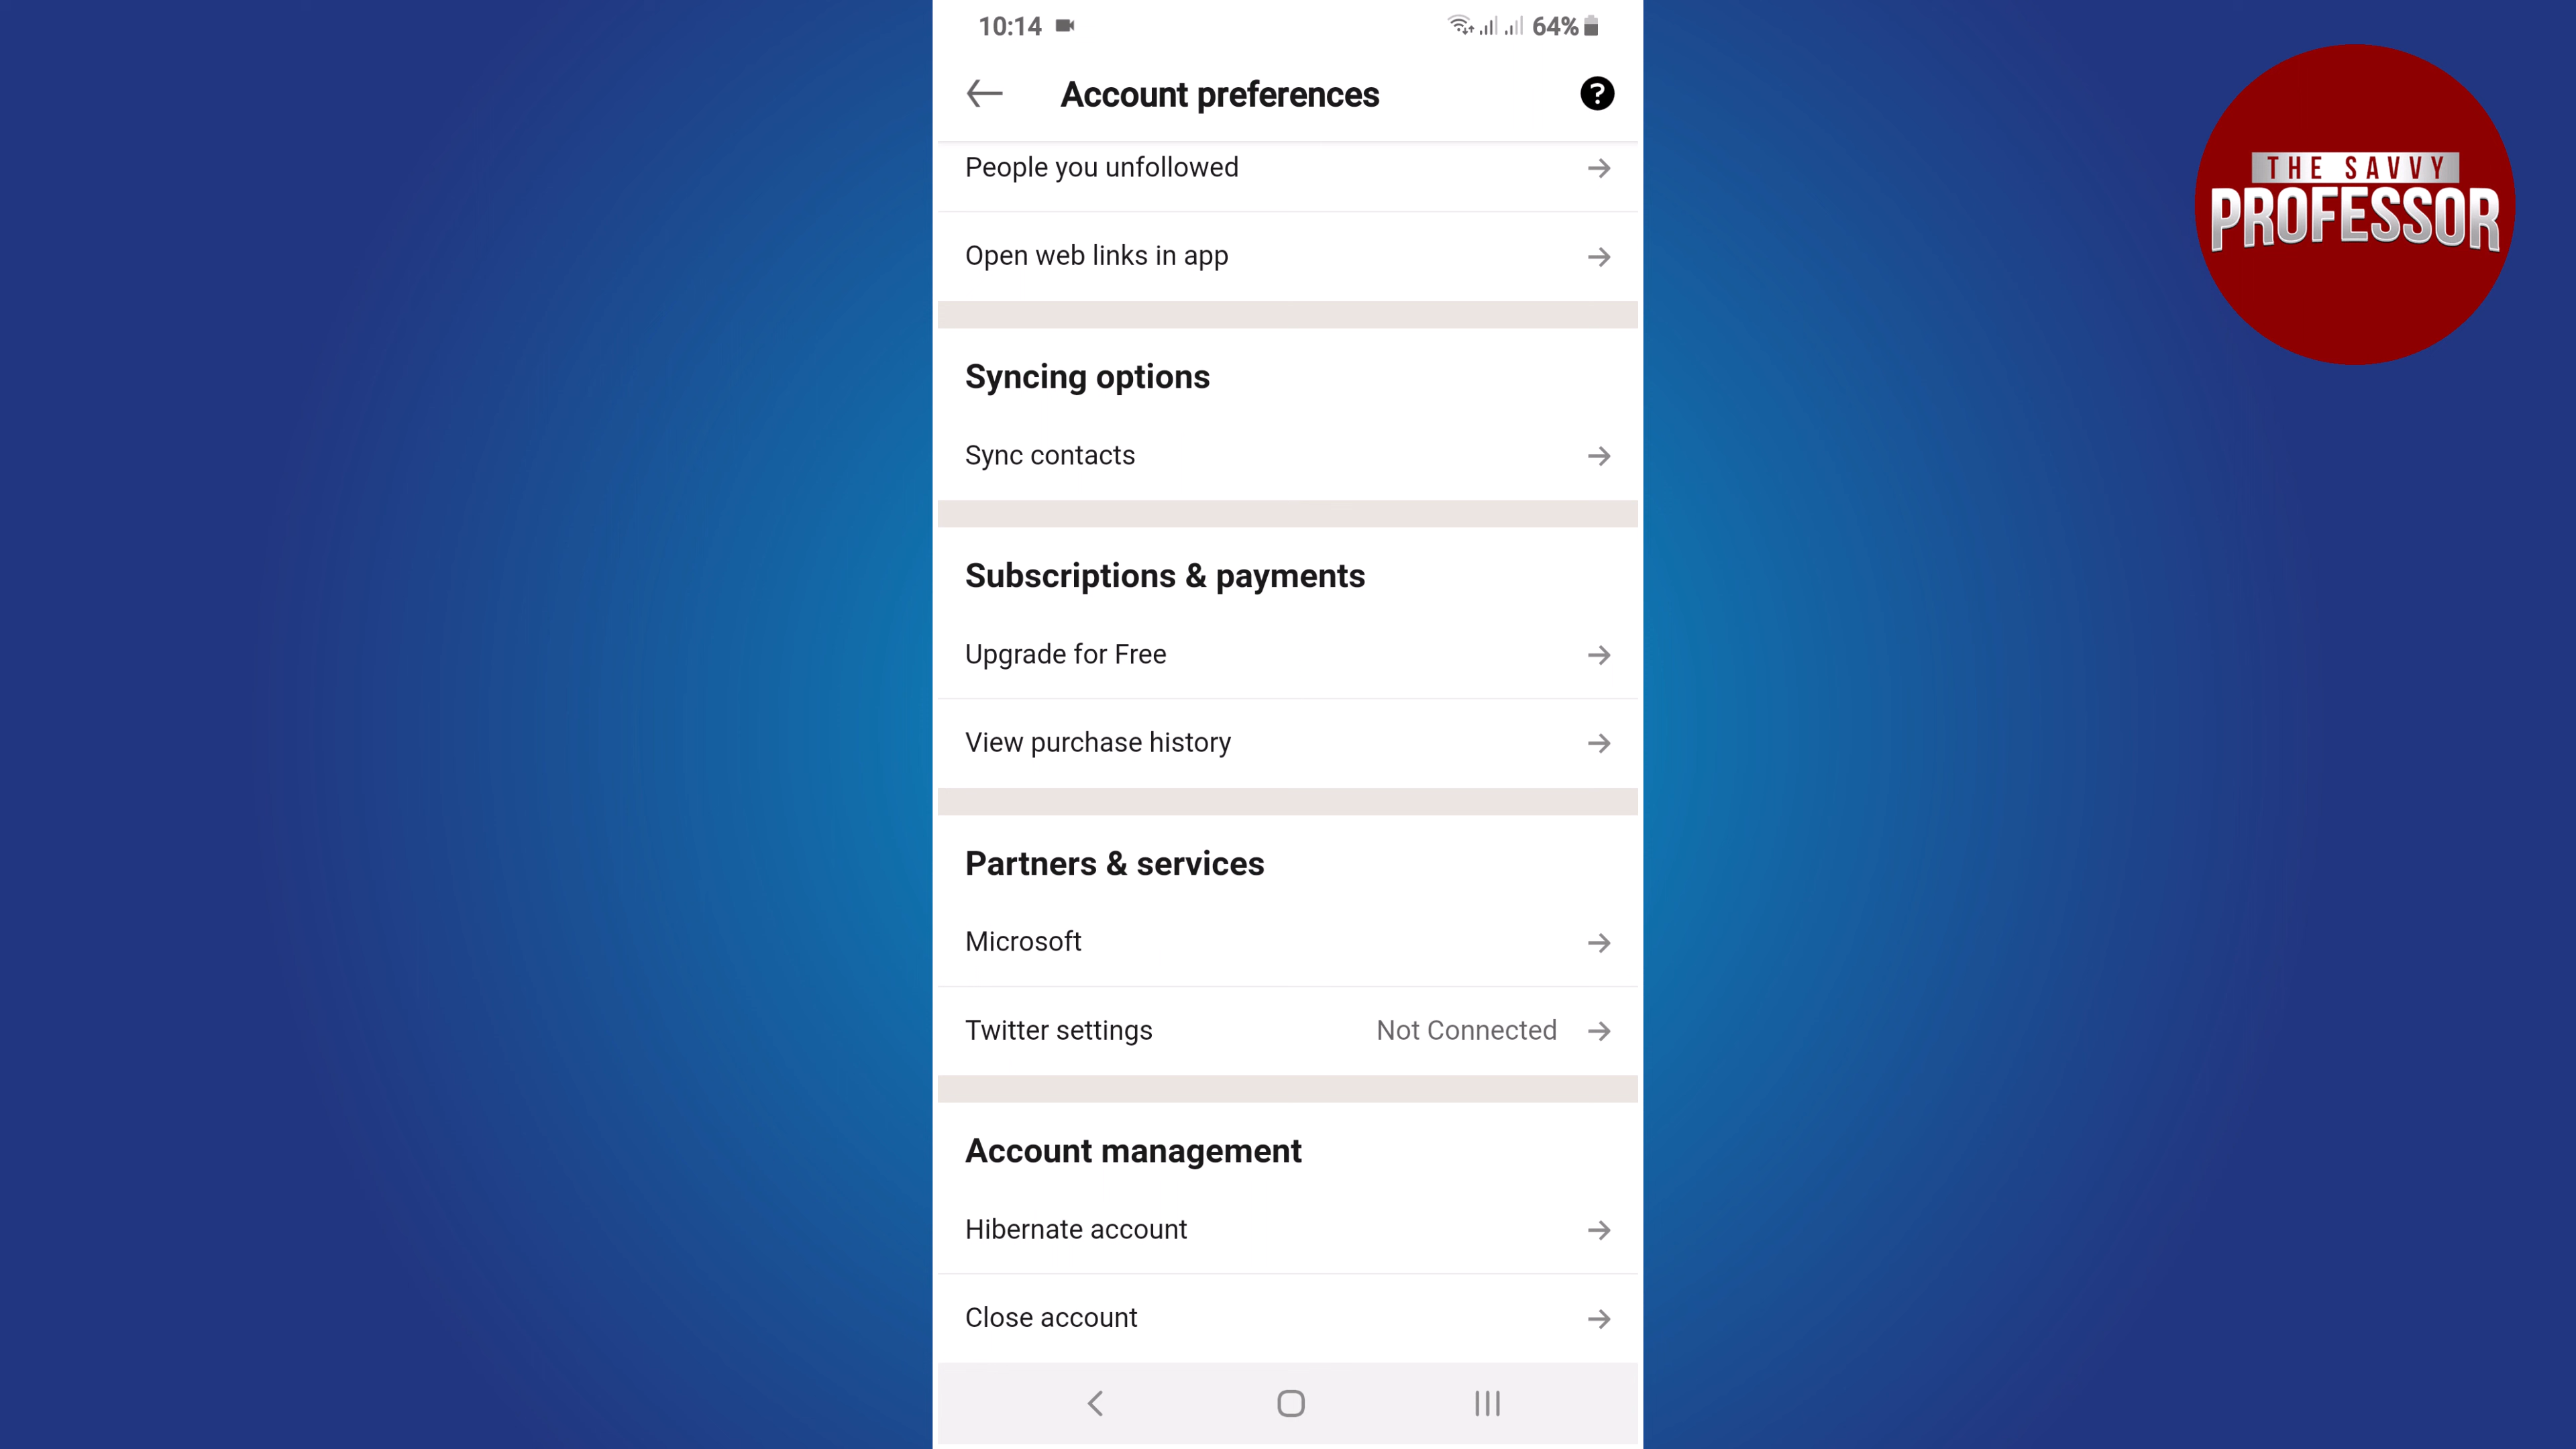 10:14
64%
Account preferences
?
THE SAVVY
PROFESSOR
People you unfollowed
Open web links in app
Syncing options
Sync contacts
Subscriptions & payments
Upgrade for Free
View purchase history
Partners & services
Microsoft
Twitter settings Not Connected
Account management
Hibernate account
Close account